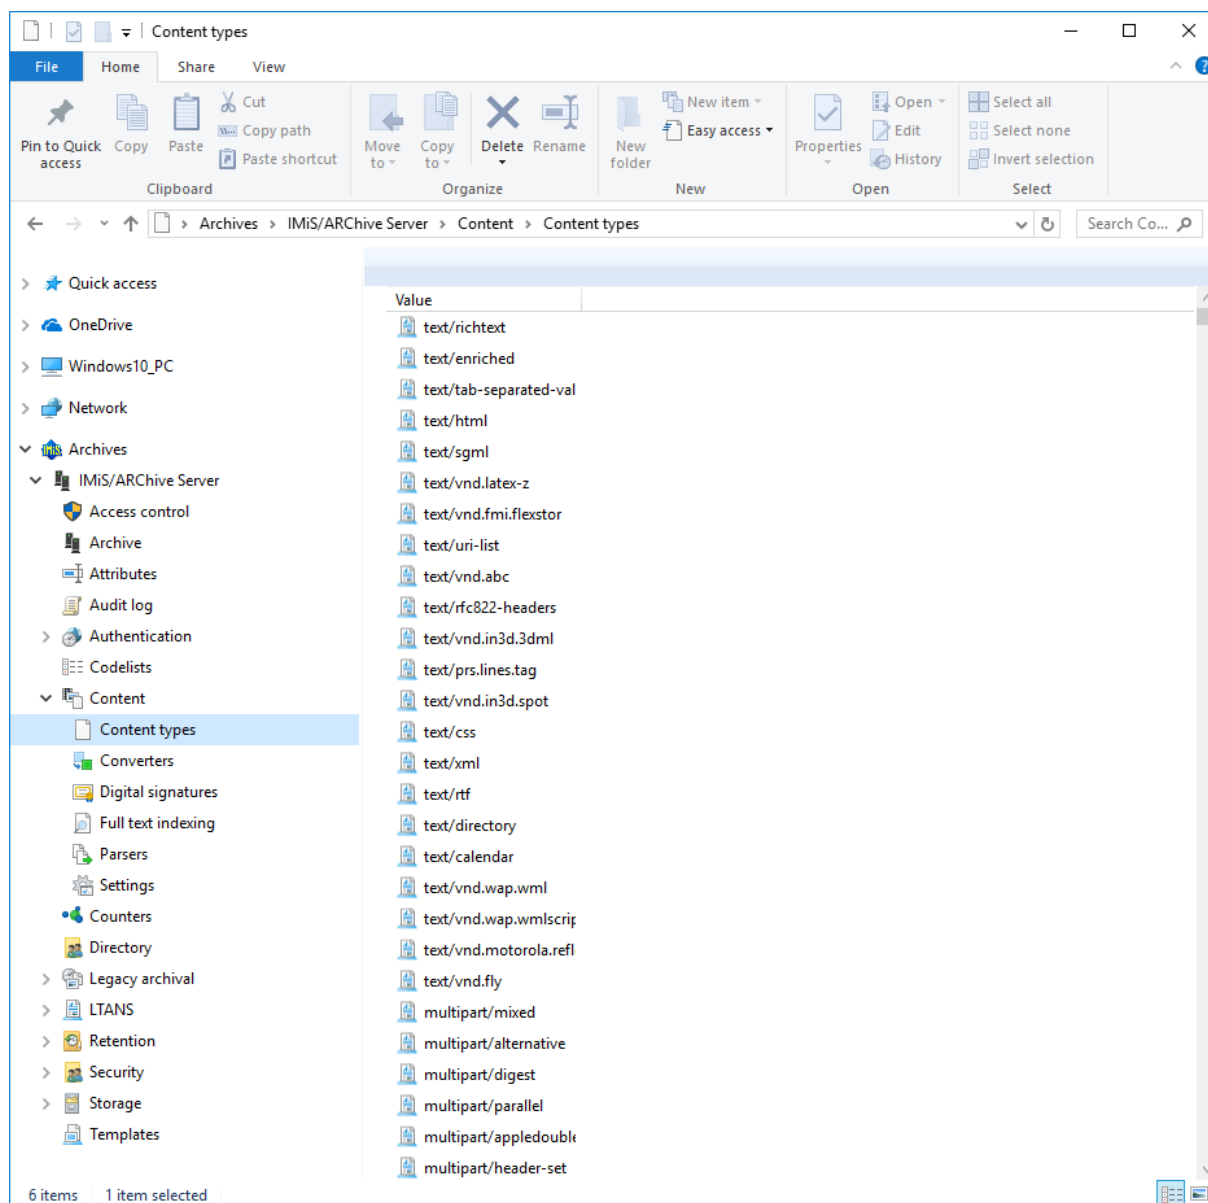 Content types
File Home Share View
Pin to Quick access
Copy
Paste
Cut
Copy path
Paste shortcut
Clipboard
Move to
Copy to
Delete
Rename
Organize
New folder
New item
Easy access
New
Properties
Open
Edit
History
Open
Select all
Select none
Invert selection
Select
Archives > IMiS/ARChive Server > Content > Content types
Search Co...
Quick access
OneDrive
Windows10_PC
Network
Archives
IMiS/ARChive Server
Access control
Archive
Attributes
Audit log
Authentication
Codelists
Content
Content types
Converters
Digital signatures
Full text indexing
Parsers
Settings
Counters
Directory
Legacy archival
LTANS
Retention
Security
Storage
Templates
Value
text/richtext
text/enriched
text/tab-separated-val
text/html
text/sgml
text/vnd.latex-z
text/vnd.fmi.flexstor
text/uri-list
text/vnd.abc
text/rfc822-headers
text/vnd.in3d.3dml
text/prs.lines.tag
text/vnd.in3d.spot
text/css
text/xml
text/rtf
text/directory
text/calendar
text/vnd.wap.wml
text/vnd.wap.wmlscrip
text/vnd.motorola.refl
text/vnd.fly
multipart/mixed
multipart/alternative
multipart/digest
multipart/parallel
multipart/appledouble
multipart/header-set
6 items 1 item selected